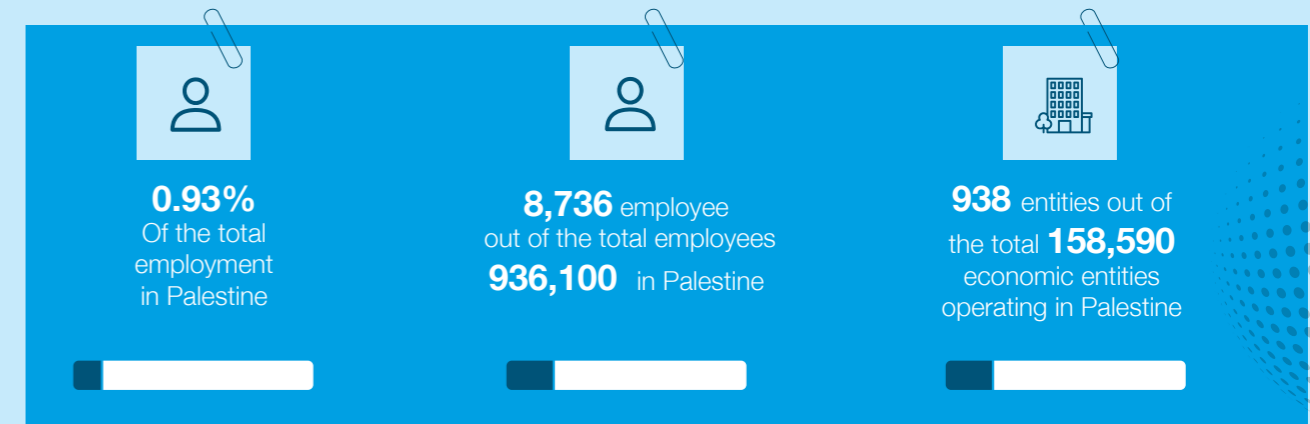 0.93%
Of the total
employment
in Palestine
8,736 employee
out of the total employees
936,100 in Palestine
938 entities out of
the total 158,590
economic entities
operating in Palestine